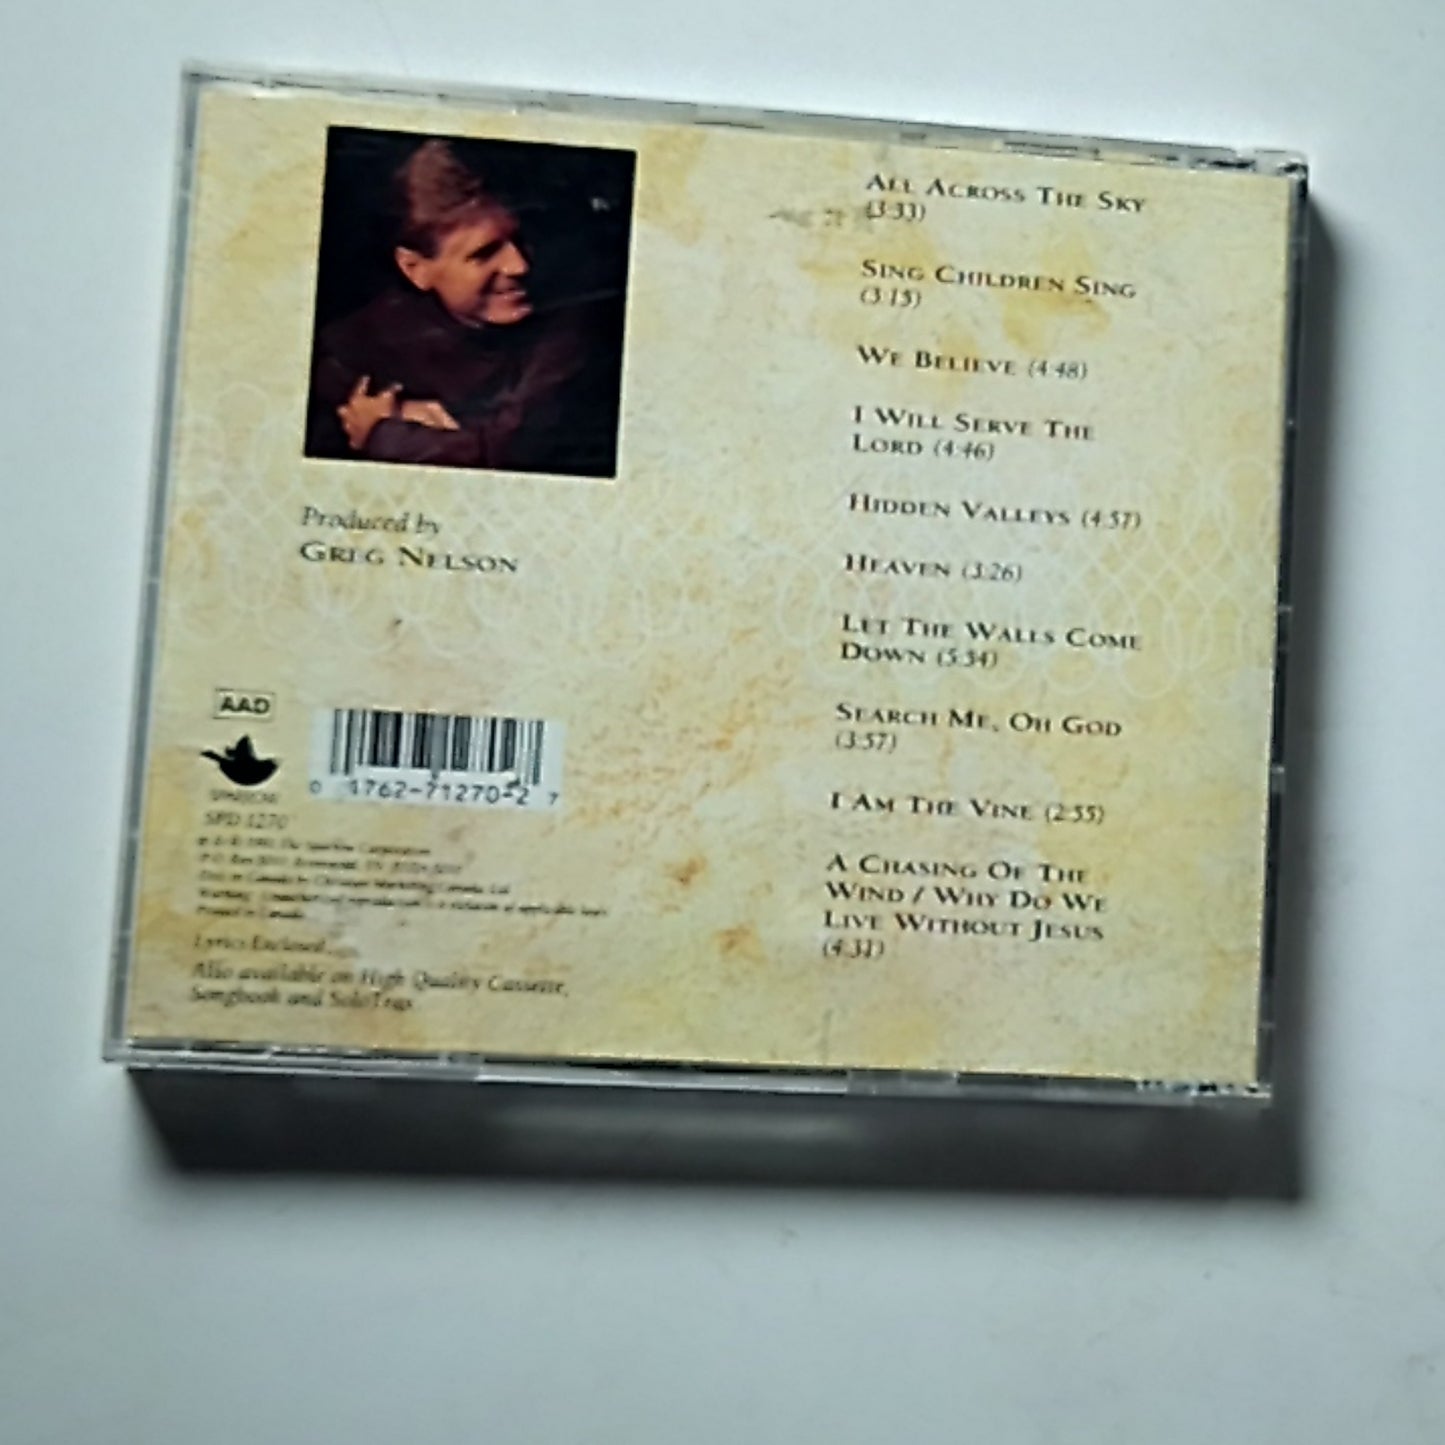 Produced by
GREG NELSON
AAD
0 1762-71270-2 7
SPD 1270
Lyrics Enclosed
Also available on High Quality Cassette,
Songbook and SoloTrax
ALL ACROSS THE SKY
(3:33)
SING CHILDREN SING
(3:15)
WE BELIEVE (4:48)
I WILL SERVE THE
LORD (4:46)
HIDDEN VALLEYS (4:57)
HEAVEN (3:26)
LET THE WALLS COME
DOWN (5:34)
SEARCH ME, OH GOD
(3:57)
I AM THE VINE (2:55)
A CHASING OF THE
WIND / WHY DO WE
LIVE WITHOUT JESUS
(4:31)